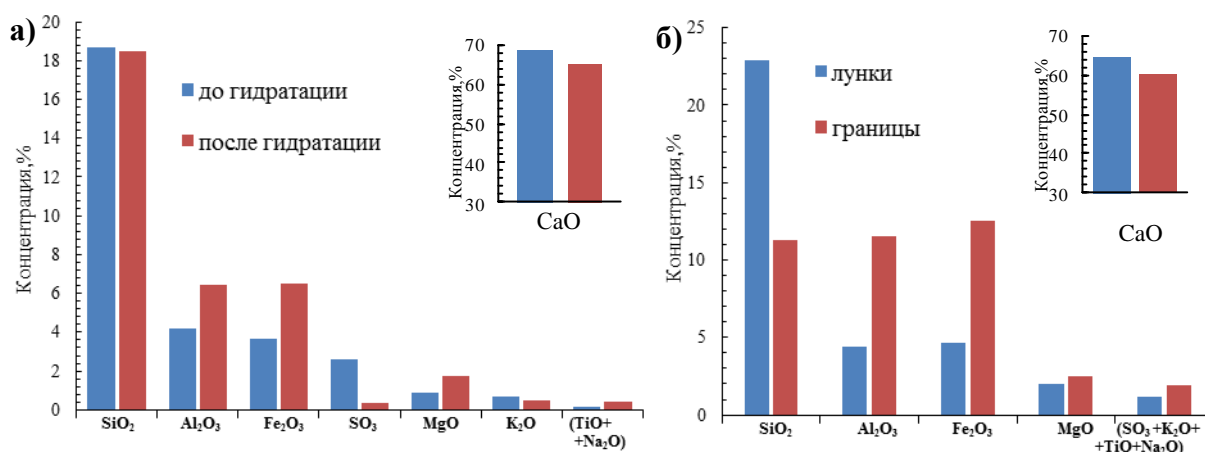 а)
Концентрация,%
20
18
16
14
12
10
8
6
4
2
0
до гидратации
после гидратации
SiO₂ Al₂O₃ Fe₂O₃ SO₃ MgO K₂O (TiO+
+Na₂O)
Концентрация,%
70
60
50
40
30
CaO
б)
Концентрация,%
25
20
15
10
5
0
лунки
границы
SiO₂ Al₂O₃ Fe₂O₃ MgO (SO₃ +K₂O+
+TiO+Na₂O)
Концентрация,%
70
60
50
40
30
CaO